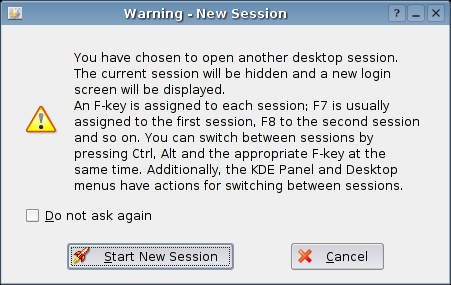 Warning - New Session
You have chosen to open another desktop session.
The current session will be hidden and a new login
screen will be displayed.
An F-key is assigned to each session; F7 is usually
assigned to the first session, F8 to the second session
and so on. You can switch between sessions by
pressing Ctrl, Alt and the appropriate F-key at the
same time. Additionally, the KDE Panel and Desktop
menus have actions for switching between sessions.
Do not ask again
Start New Session
Cancel